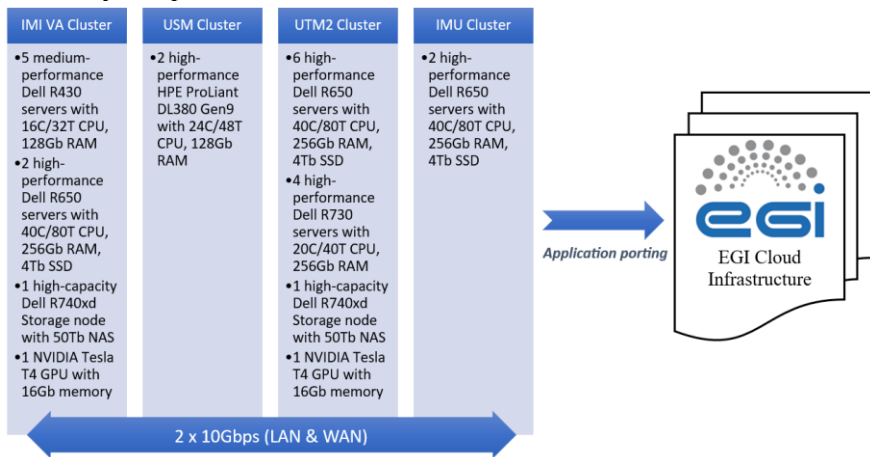 IMI VA Cluster
•5 medium-
performance
Dell R430
servers with
16C/32T CPU,
128Gb RAM
•2 high-
performance
Dell R650
servers with
40C/80T CPU,
256Gb RAM,
4Tb SSD
•1 high-capacity
Dell R740xd
Storage node
with 50Tb NAS
•1 NVIDIA Tesla
T4 GPU with
16Gb memory
USM Cluster
•2 high-
performance
HPE ProLiant
DL380 Gen9
with 24C/48T
CPU, 128Gb
RAM
UTM2 Cluster
•6 high-
performance
Dell R650
servers with
40C/80T CPU,
256Gb RAM,
4Tb SSD
•4 high-
performance
Dell R730
servers with
20C/40T CPU,
256Gb RAM
•1 high-capacity
Dell R740xd
Storage node
with 50Tb NAS
•1 NVIDIA Tesla
T4 GPU with
16Gb memory
IMU Cluster
•2 high-
performance
Dell R650
servers with
40C/80T CPU,
256Gb RAM,
4Tb SSD
2 x 10Gbps (LAN & WAN)
Application porting
egi
EGI Cloud
Infrastructure